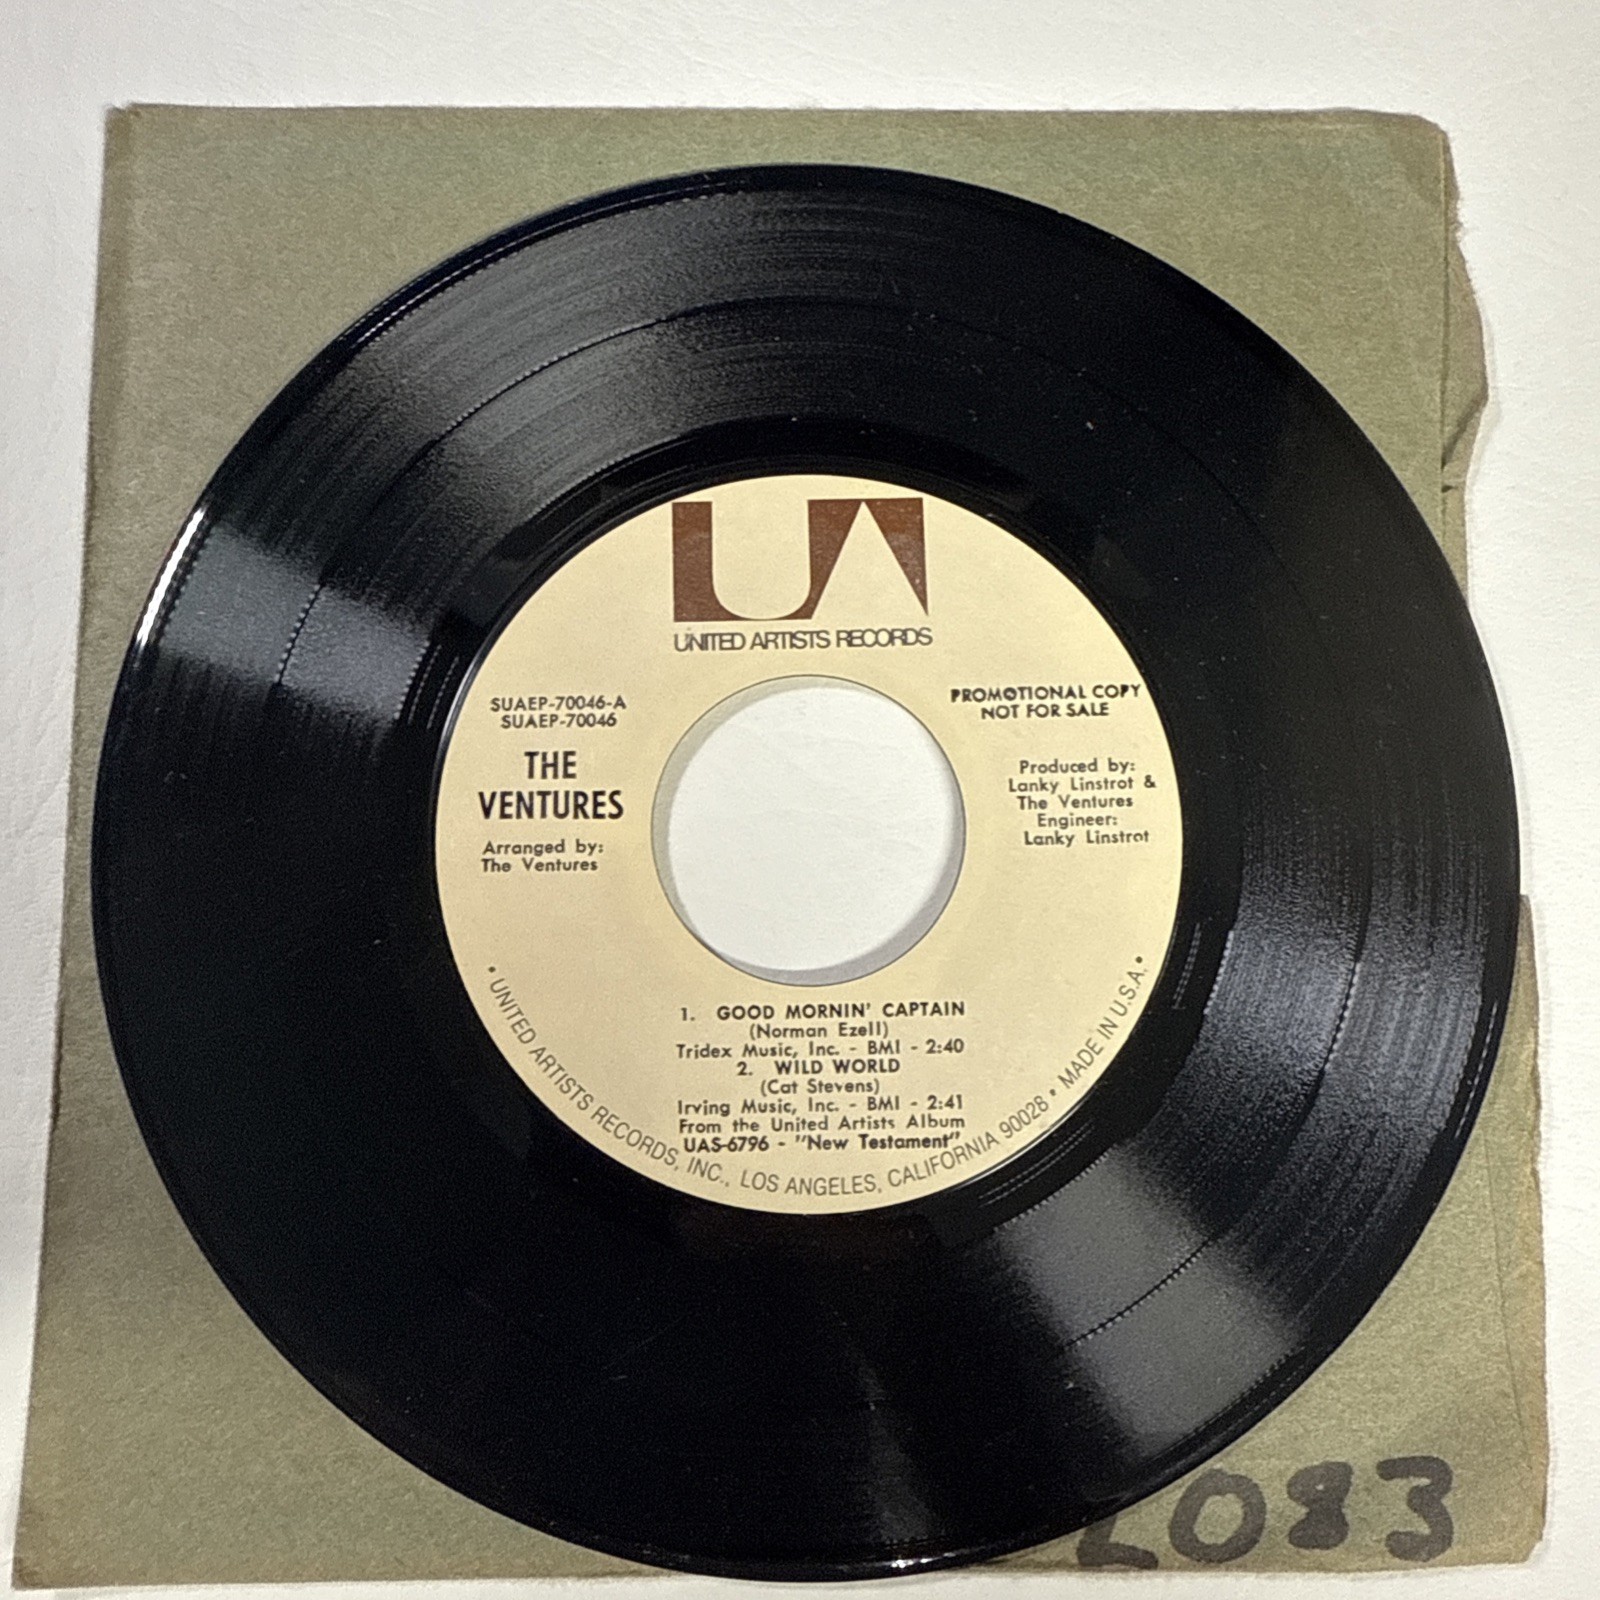 UA
UNITED ARTISTS RECORDS
SUAEP-70046-A
SUAEP-70046
THE
VENTURES
Arranged by:
The Ventures
PROMOTIONAL COPY
NOT FOR SALE
Produced by:
Lanky Linstrot &
The Ventures
Engineer:
Lanky Linstrot
1. GOOD MORNIN' CAPTAIN
(Norman Ezell)
Tridex Music, Inc. - BMI - 2:40
2. WILD WORLD
(Cat Stevens)
Irving Music, Inc. - BMI - 2:41
From the United Artists Album
UAS-6796 - "New Testament"
• UNITED ARTISTS RECORDS, INC., LOS ANGELES, CALIFORNIA 90028 • MADE IN U.S.A. •